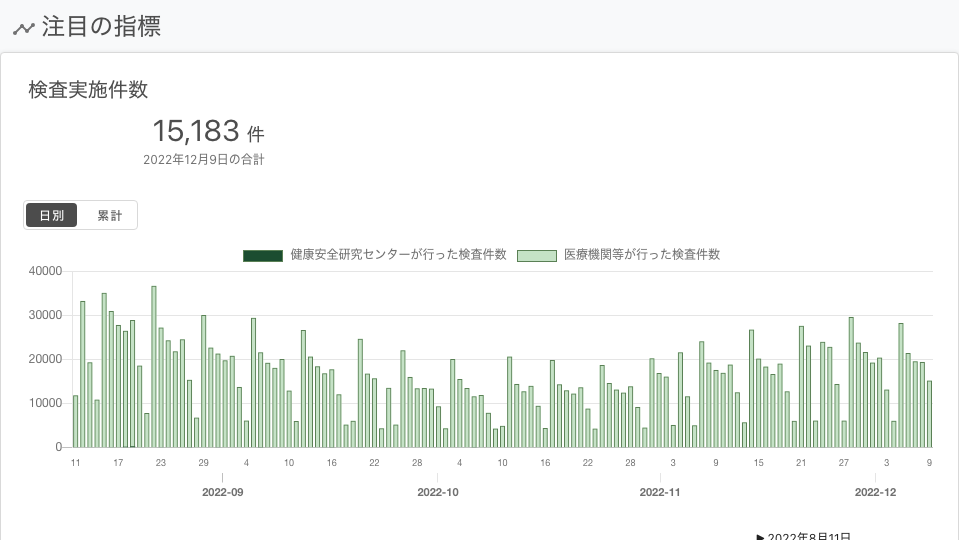 注目の指標
検査実施件数
15,183 件
2022年12月9日の合計
日別 累計
健康安全研究センターが行った検査件数 医療機関等が行った検査件数
40000
30000
20000
10000
0
11 17 23 29 4 10 16 22 28 4 10 16 22 28 3 9 15 21 27 3 9
2022-09 2022-10 2022-11 2022-12
▶ 2022年8月11日